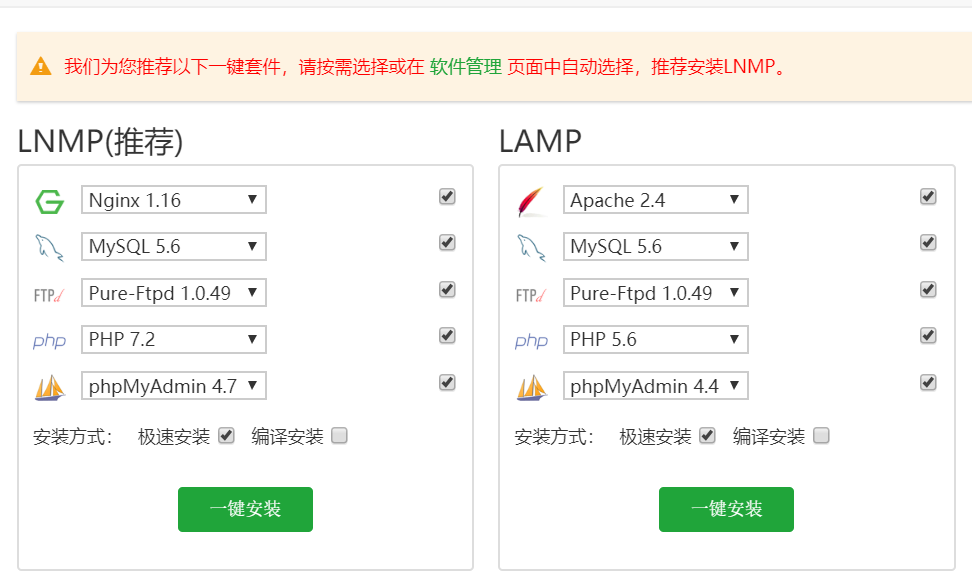 我们为您推荐以下一键套件，请按需选择或在 软件管理 页面中自动选择，推荐安装LNMP。
LNMP(推荐)
Nginx 1.16
MySQL 5.6
FTPd
Pure-Ftpd 1.0.49
php
PHP 7.2
phpMyAdmin 4.7
安装方式： 极速安装 编译安装
一键安装
LAMP
Apache 2.4
MySQL 5.6
FTPd
Pure-Ftpd 1.0.49
php
PHP 5.6
phpMyAdmin 4.4
安装方式： 极速安装 编译安装
一键安装